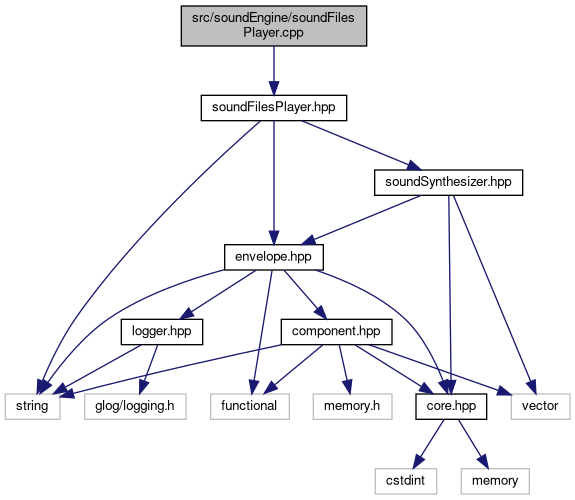 src/soundEngine/soundFiles
Player.cpp
soundFilesPlayer.hpp
soundSynthesizer.hpp
envelope.hpp
logger.hpp
component.hpp
string
glog/logging.h
functional
memory.h
core.hpp
vector
cstdint
memory